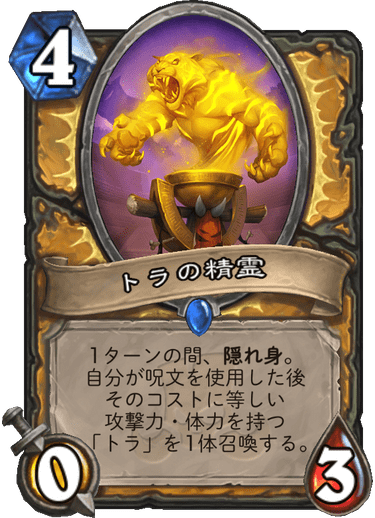 4
トラの精霊
1ターンの間、隠れ身。
自分が呪文を使用した後
そのコストに等しい
攻撃力・体力を持つ
「トラ」を1体召喚する。
0
3